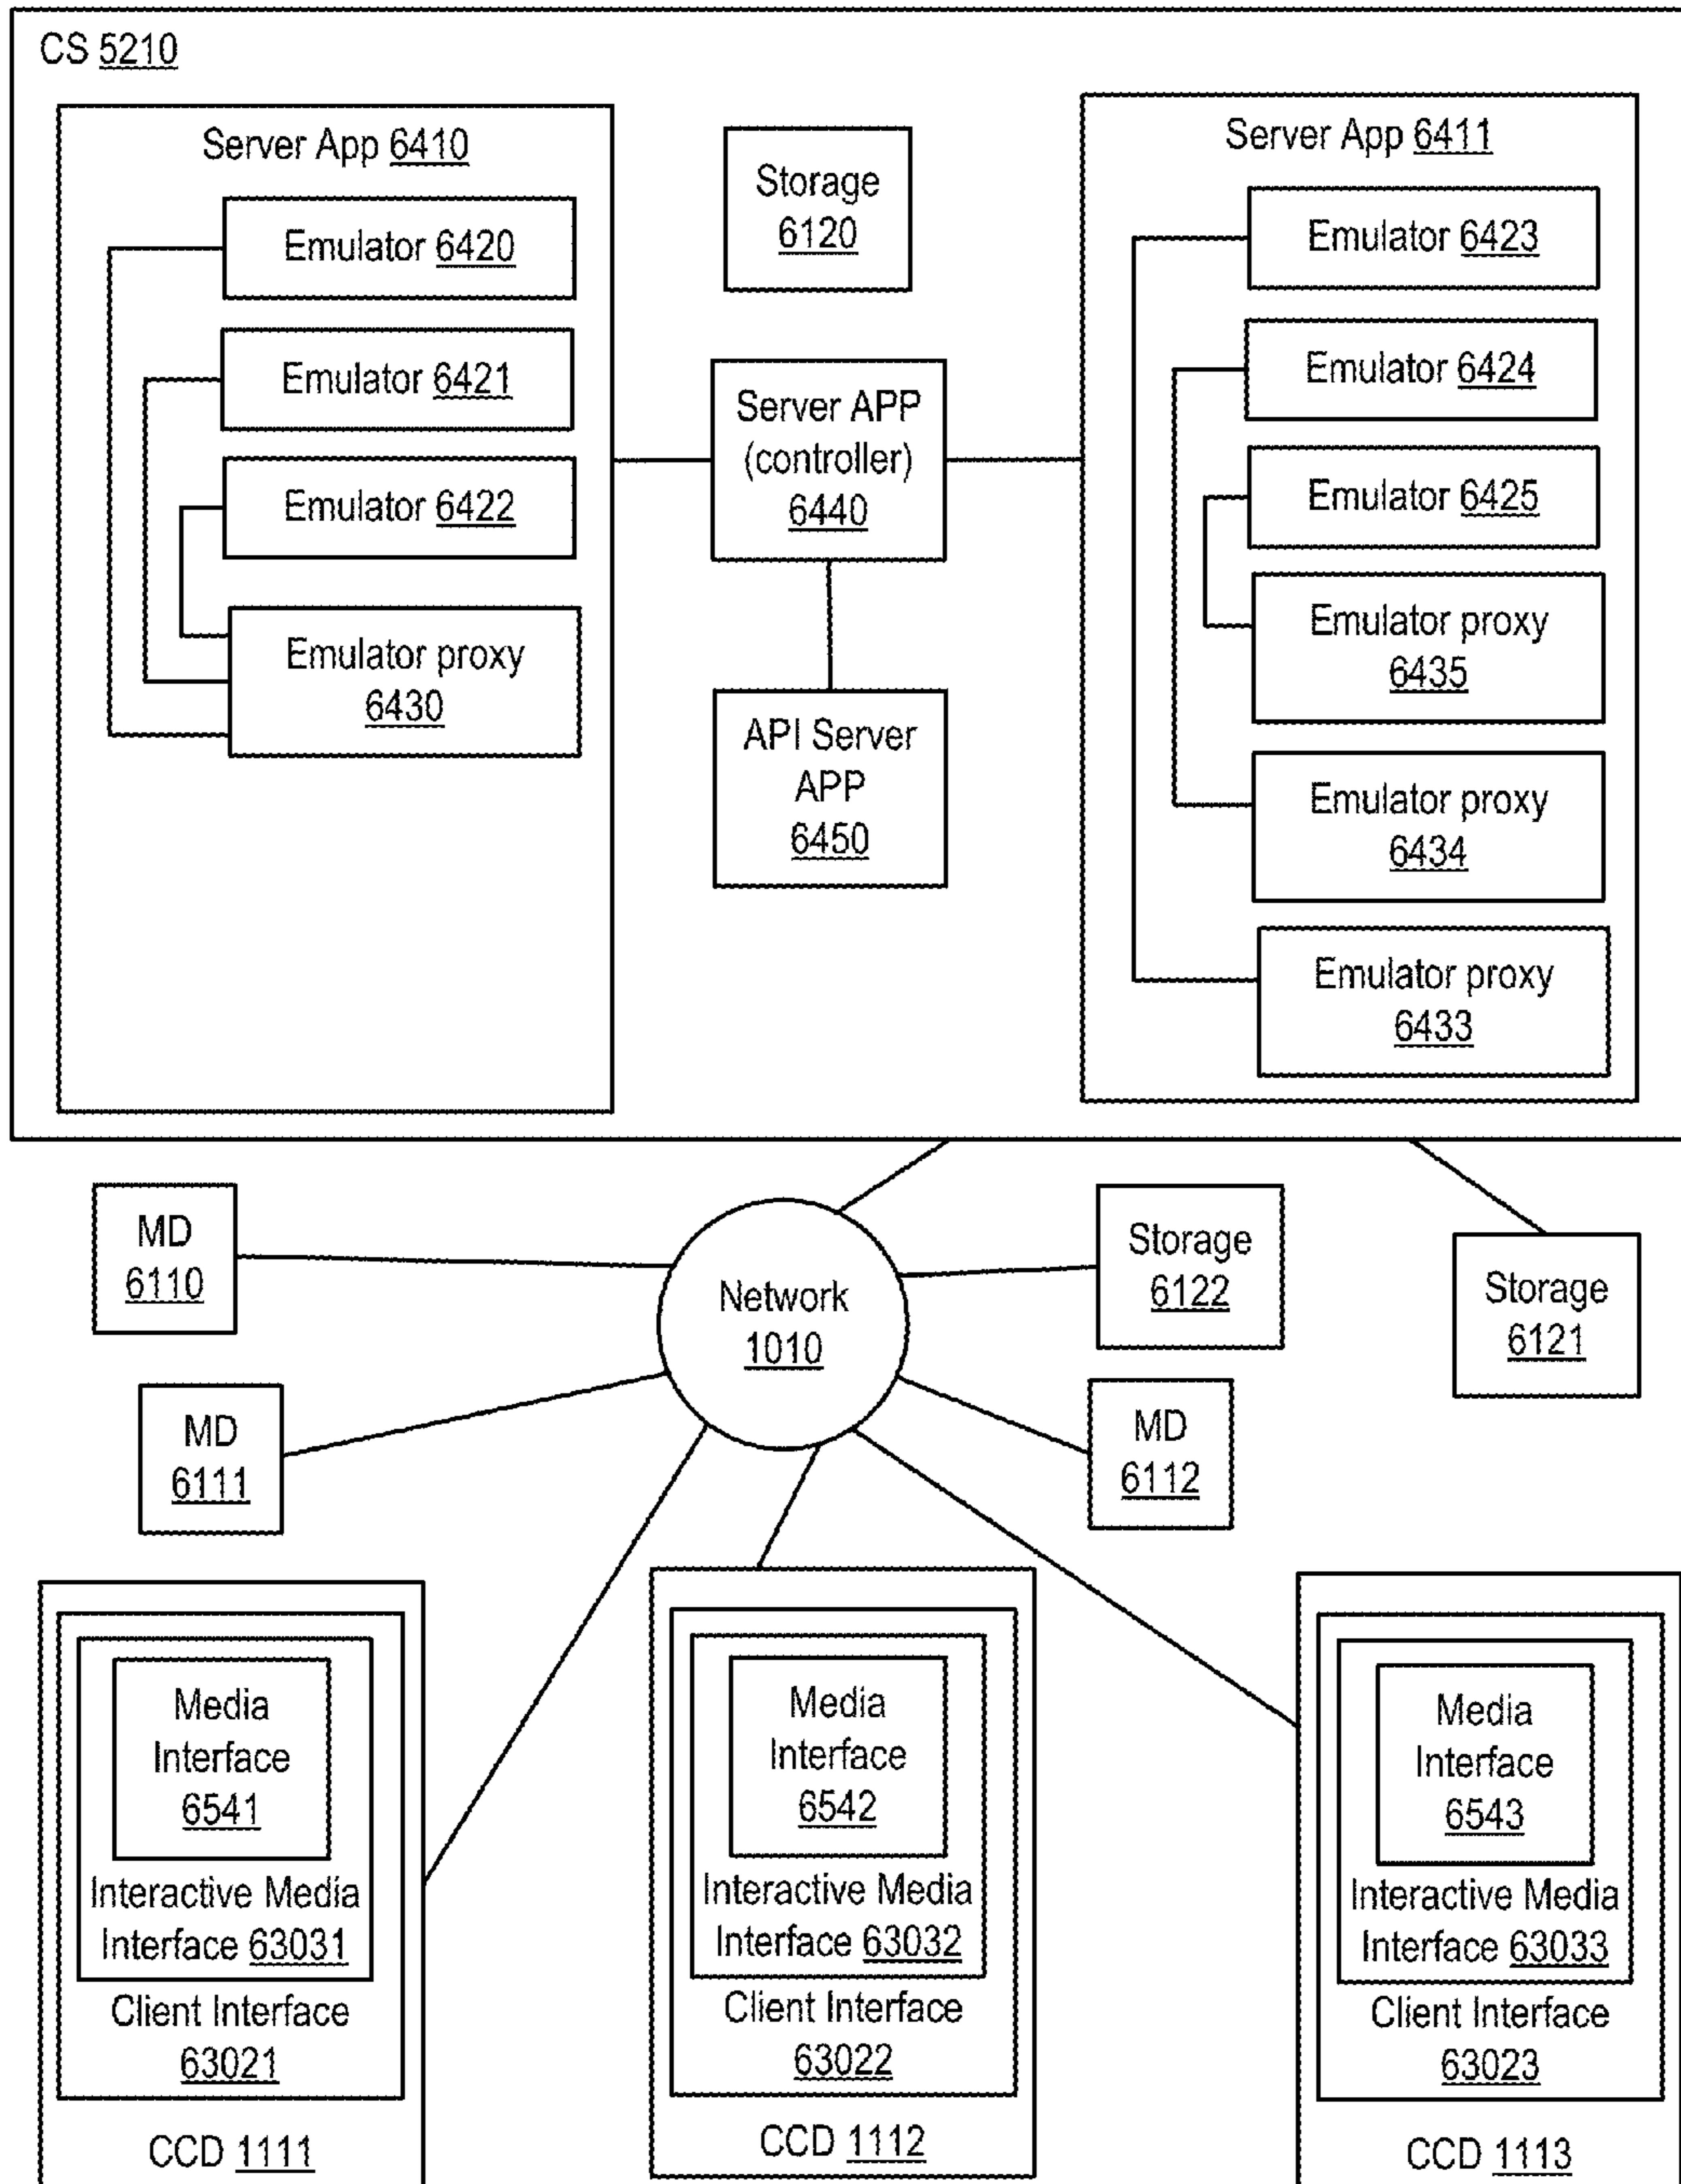 CS 5210
Server App 6410
Emulator 6420
Emulator 6421
Emulator 6422
Emulator proxy
6430
Storage
6120
Server APP
(controller)
6440
API Server
APP
6450
Server App 6411
Emulator 6423
Emulator 6424
Emulator 6425
Emulator proxy
6435
Emulator proxy
6434
Emulator proxy
6433
MD
6110
MD
6111
Network
1010
Storage
6122
MD
6112
Storage
6121
Media
Interface
6541
Interactive Media
Interface 63031
Client Interface
63021
CCD 1111
Media
Interface
6542
Interactive Media
Interface 63032
Client Interface
63022
CCD 1112
Media
Interface
6543
Interactive Media
Interface 63033
Client Interface
63023
CCD 1113